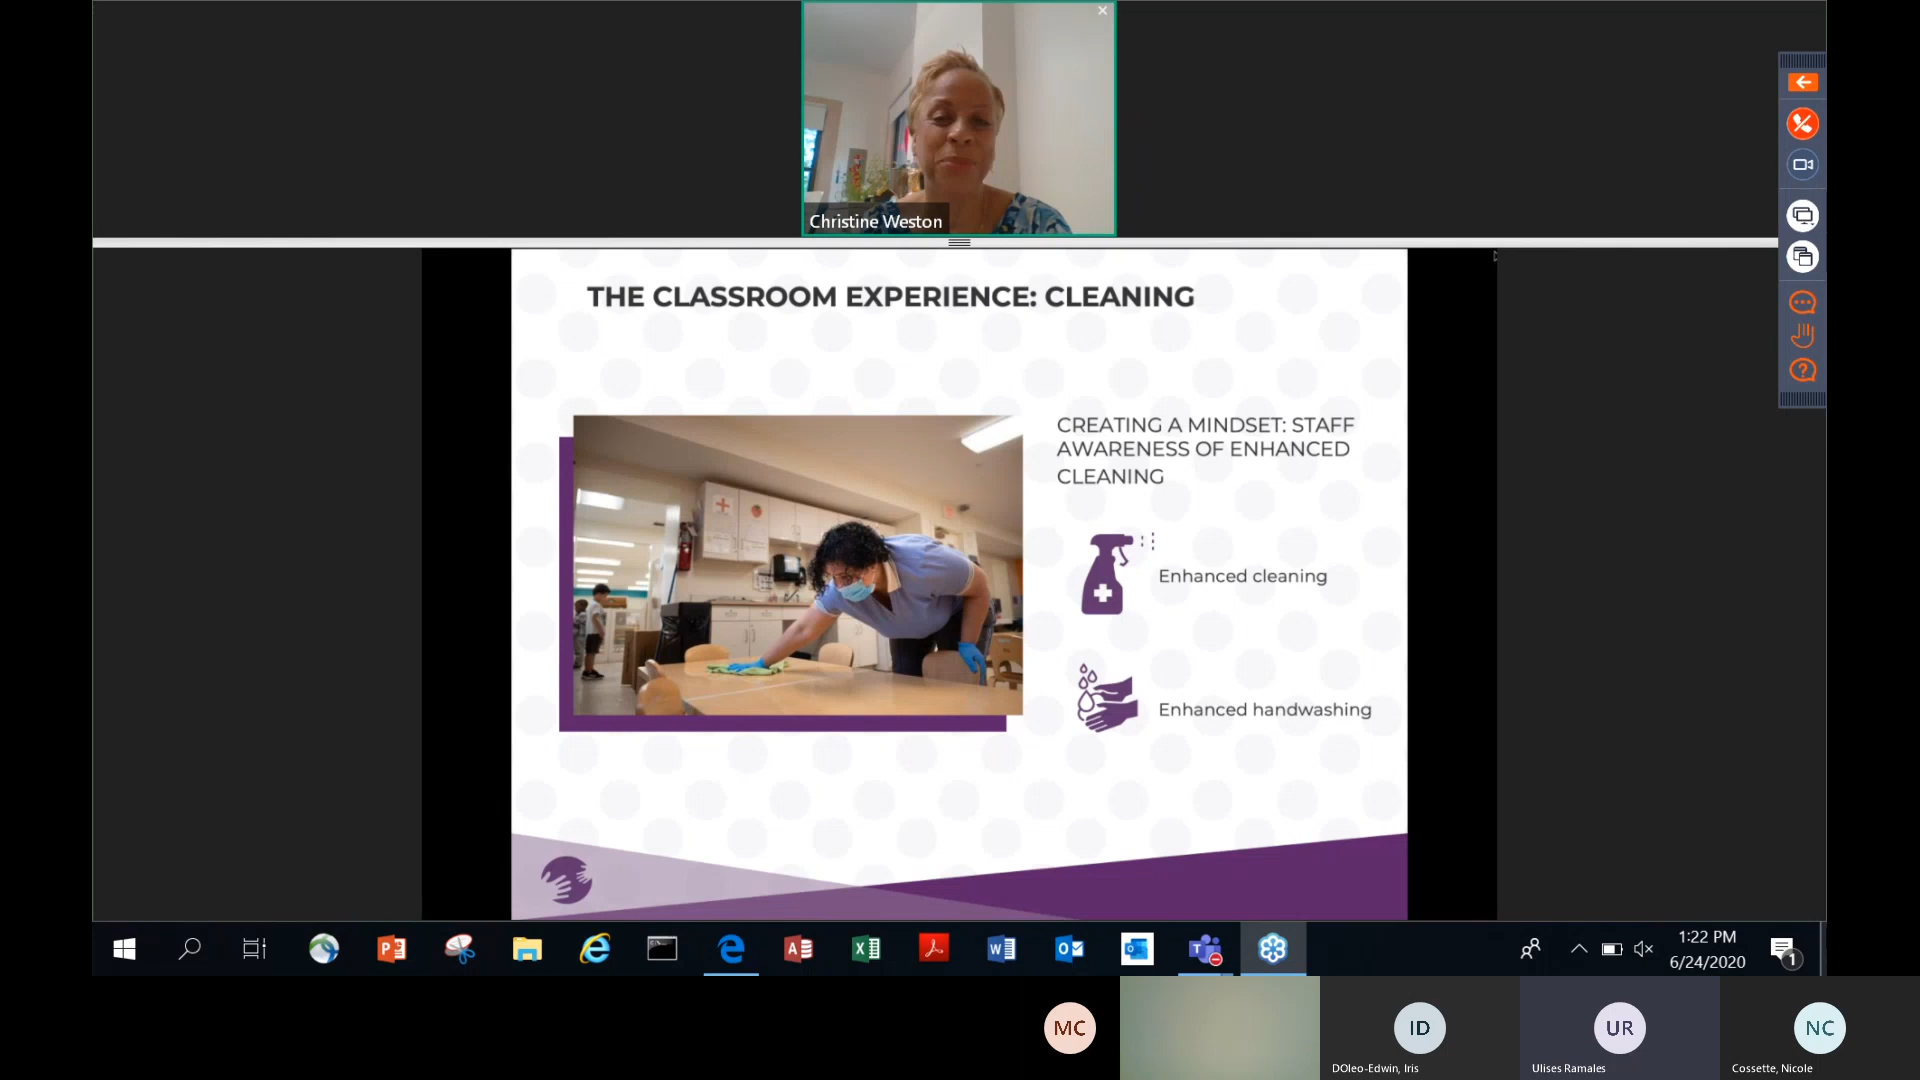 Christine Weston
THE CLASSROOM EXPERIENCE: CLEANING
CREATING A MINDSET: STAFF
AWARENESS OF ENHANCED
CLEANING
Enhanced cleaning
Enhanced handwashing
1:22 PM
6/24/2020
1
MC
ID
UR
NC
DOleo-Edwin, Iris
Ulises Ramales
Cossette, Nicole